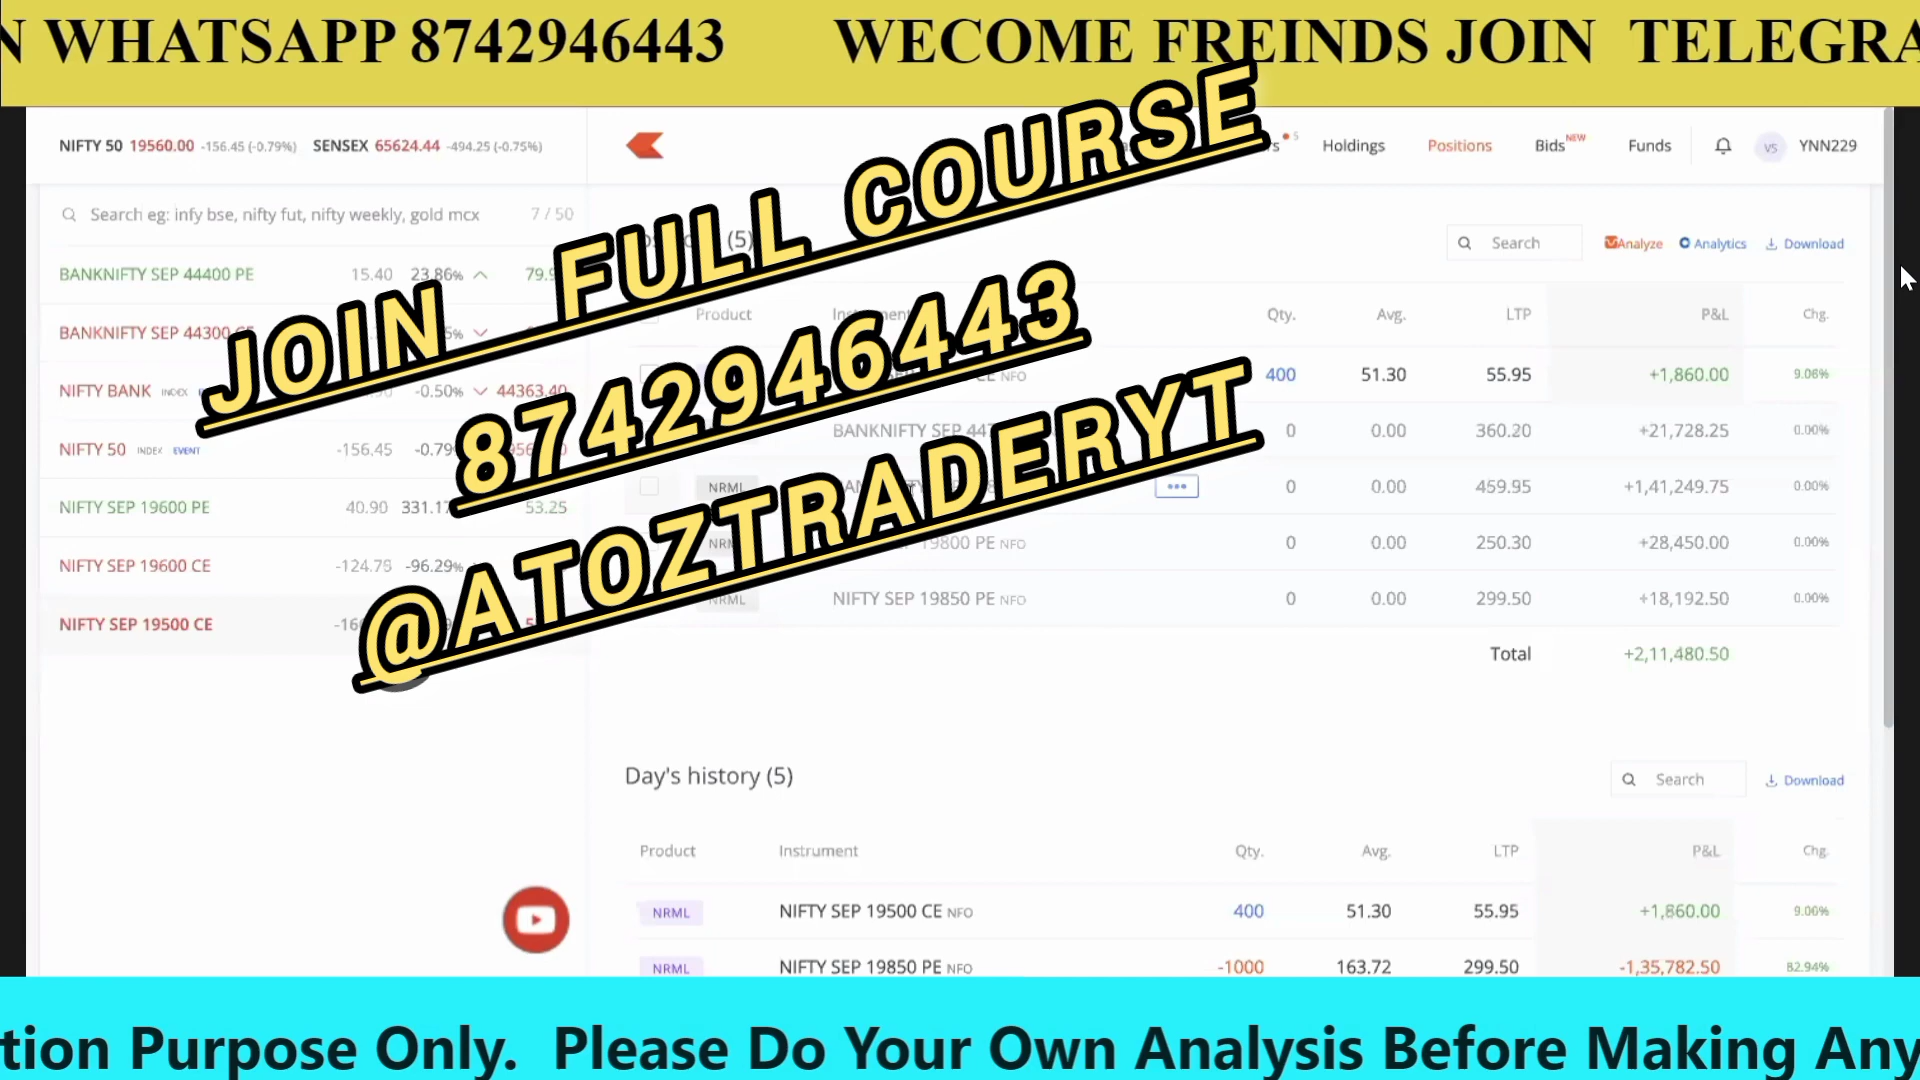 N WHATSAPP 8742946443 WECOME FREINDS JOIN TELEGRA
NIFTY 50 19560.00 -156.45 (-0.79%) SENSEX 65624.44 -494.25 (-0.75%)
5 Holdings Positions Bids NEW Funds VS YNN229
Search eg: infy bse, nifty fut, nifty weekly, gold mcx 7 / 50
JOIN FULL COURSE
8742946443
@ATOZTRADERYT
(5) Search Analyze Analytics Download
BANKNIFTY SEP 44400 PE 15.40 23.86%
BANKNIFTY SEP 44300
NIFTY BANK INDEX -0.50% 44363.40
NIFTY 50 INDEX EVENT -156.45
NIFTY SEP 19600 PE 40.90 53.25
NIFTY SEP 19600 CE -124.75 -96.29%
NIFTY SEP 19500 CE
Product Qty. Avg. LTP P&L Chg.
NFO 400 51.30 55.95 +1,860.00 9.06%
BANKNIFTY SEP 0 0.00 360.20 +21,728.25 0.00%
NRML 0 0.00 459.95 +1,41,249.75 0.00%
19800 PE NFO 0 0.00 250.30 +28,450.00 0.00%
NRML NIFTY SEP 19850 PE NFO 0 0.00 299.50 +18,192.50 0.00%
Total +2,11,480.50
Day's history (5) Search Download
Product Instrument Qty. Avg. LTP P&L Chg.
NRML NIFTY SEP 19500 CE NFO 400 51.30 55.95 +1,860.00 9.06%
NRML NIFTY SEP 19850 PE NFO -1000 163.72 299.50 -1,35,782.50 82.94%
tion Purpose Only. Please Do Your Own Analysis Before Making Any